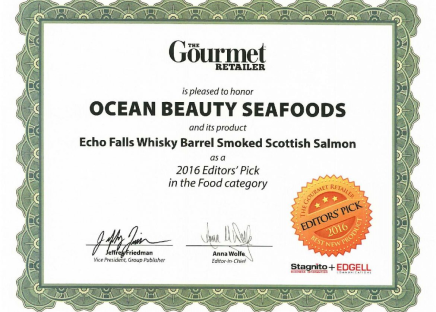 THE
Gourmet
RETAILER
is pleased to honor
OCEAN BEAUTY SEAFOODS
and its product
Echo Falls Whisky Barrel Smoked Scottish Salmon
as a
2016 Editors' Pick
in the Food category
Jeffrey Friedman
Vice President, Group Publisher
Anna Wolfe
Editor-in-Chief
THE GOURMET RETAILER
EDITORS' PICK
2016
BEST NEW PRODUCT
Stagnito + EDGELL
COMMUNICATIONS